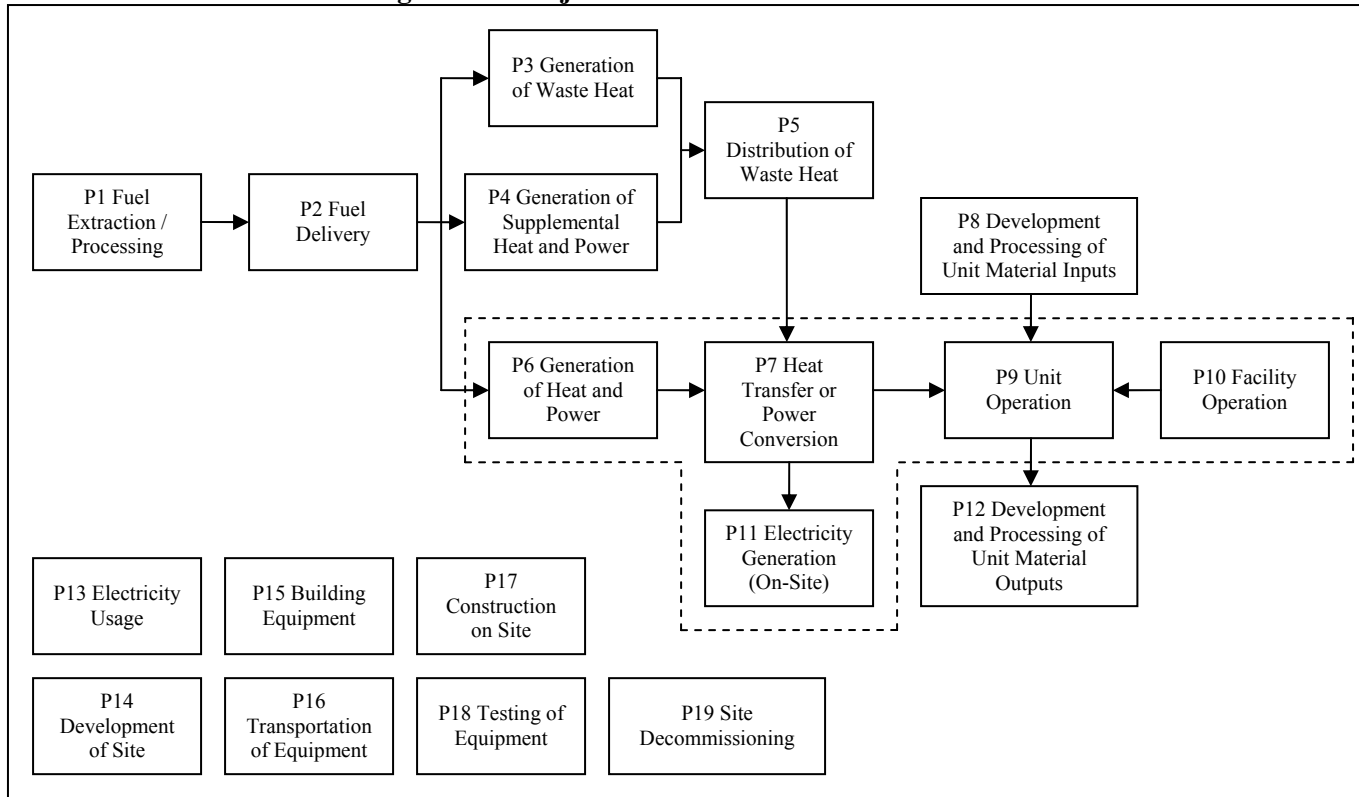 P3 Generation
of Waste Heat
P5
Distribution of
Waste Heat
P1 Fuel
Extraction /
Processing
P2 Fuel
Delivery
P4 Generation of
Supplemental
Heat and Power
P8 Development
and Processing of
Unit Material Inputs
P6 Generation
of Heat and
Power
P7 Heat
Transfer or
Power
Conversion
P9 Unit
Operation
P10 Facility
Operation
P11 Electricity
Generation
(On-Site)
P12 Development
and Processing of
Unit Material
Outputs
P13 Electricity
Usage
P15 Building
Equipment
P17
Construction
on Site
P14
Development
of Site
P16
Transportation
of Equipment
P18 Testing of
Equipment
P19 Site
Decommissioning